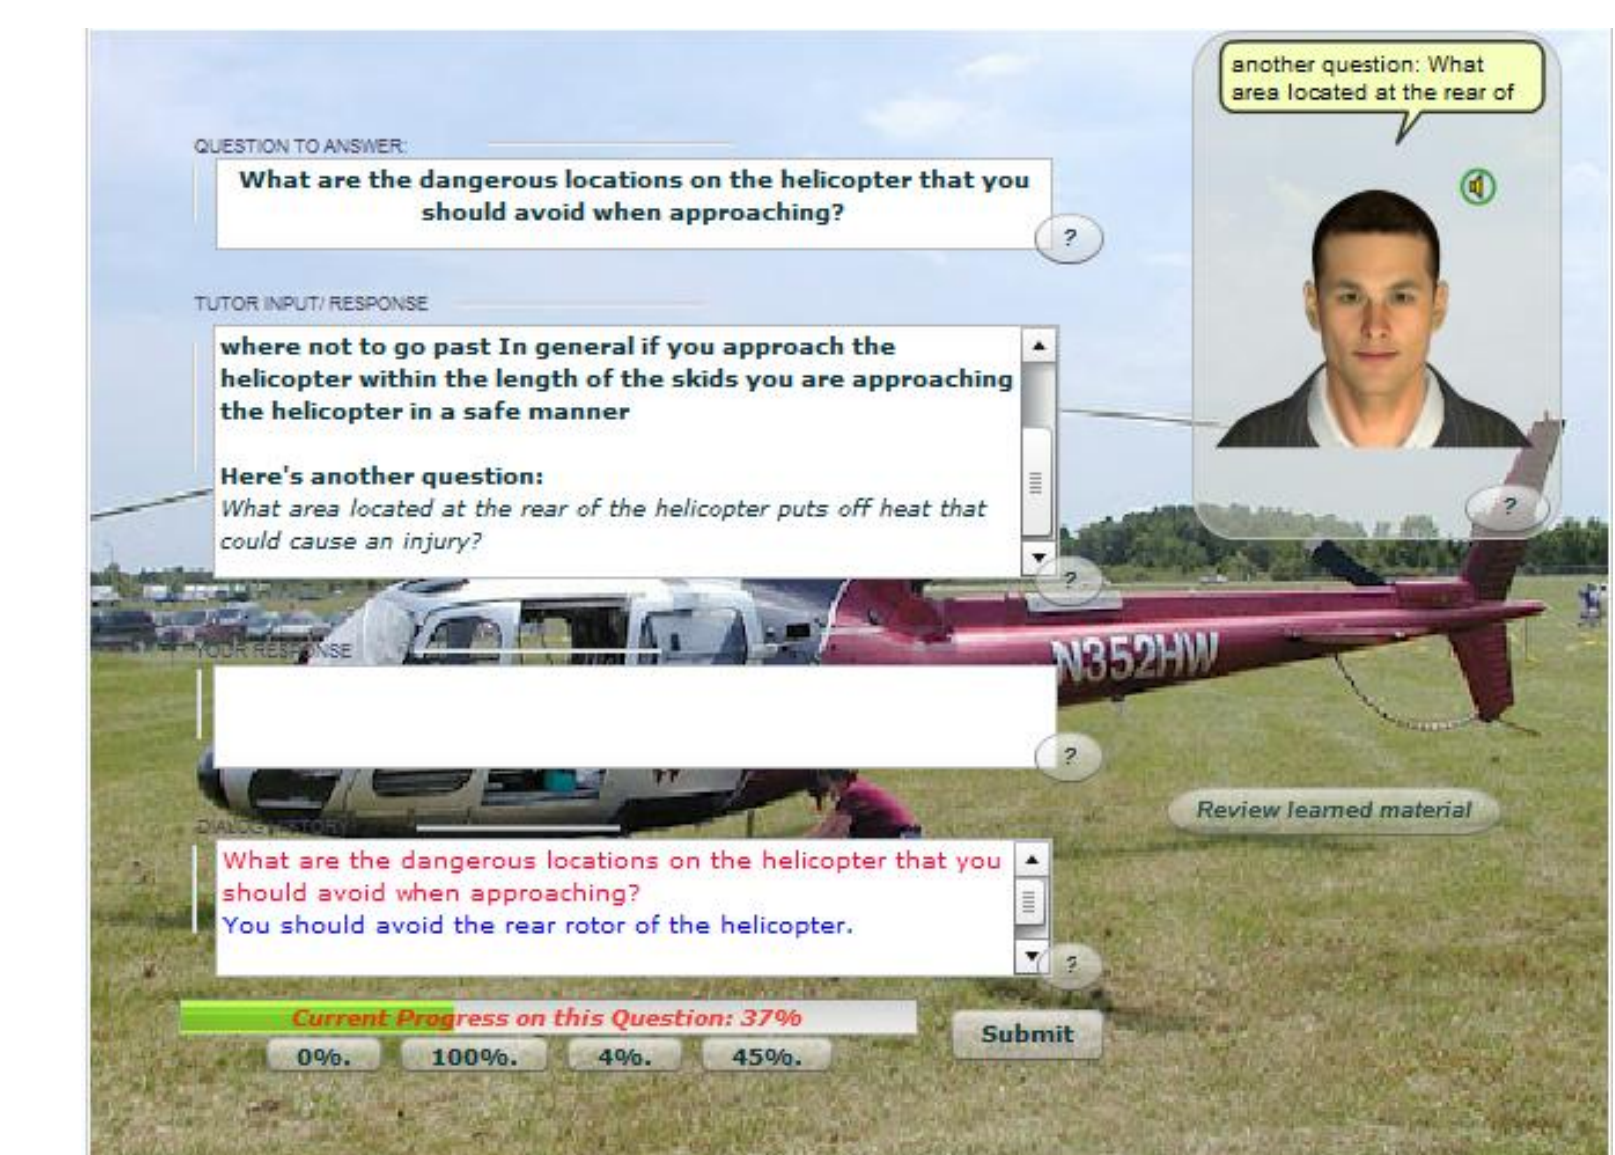 another question: What
area located at the rear of
QUESTION TO ANSWER:
What are the dangerous locations on the helicopter that you
should avoid when approaching?
?
TUTOR INPUT/ RESPONSE
where not to go past In general if you approach the
helicopter within the length of the skids you are approaching
the helicopter in a safe manner
Here's another question:
What area located at the rear of the helicopter puts off heat that
could cause an injury?
?
?
N352HW
YOUR RESPONSE
?
Review learned material
DIALOG HISTORY
What are the dangerous locations on the helicopter that you
should avoid when approaching?
You should avoid the rear rotor of the helicopter.
?
Current Progress on this Question: 37%
0%. 100%. 4%. 45%.
Submit